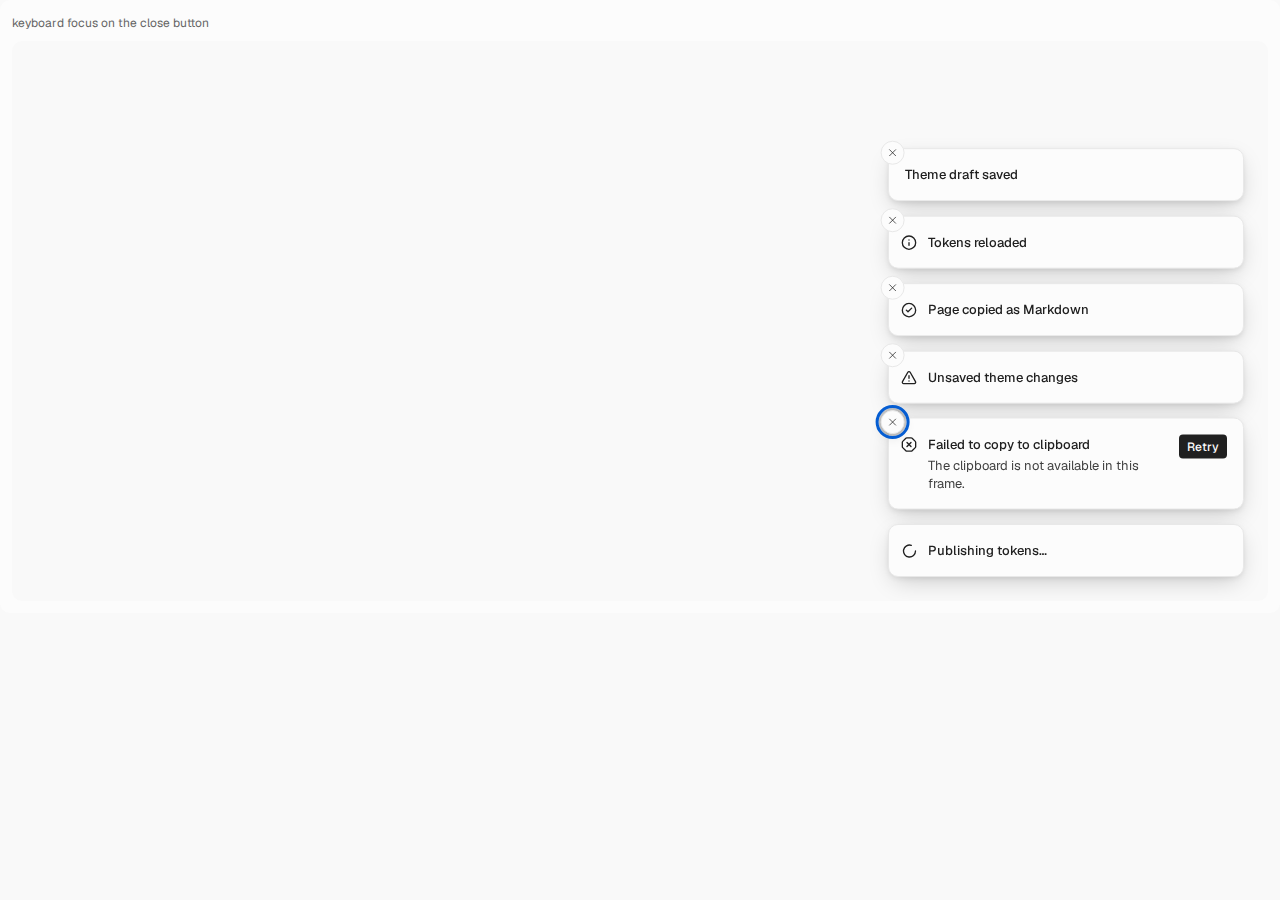 keyboard focus on the close button
Theme draft saved
Tokens reloaded
Page copied as Markdown
Unsaved theme changes
Failed to copy to clipboard
Retry
The clipboard is not available in this
frame.
Publishing tokens...